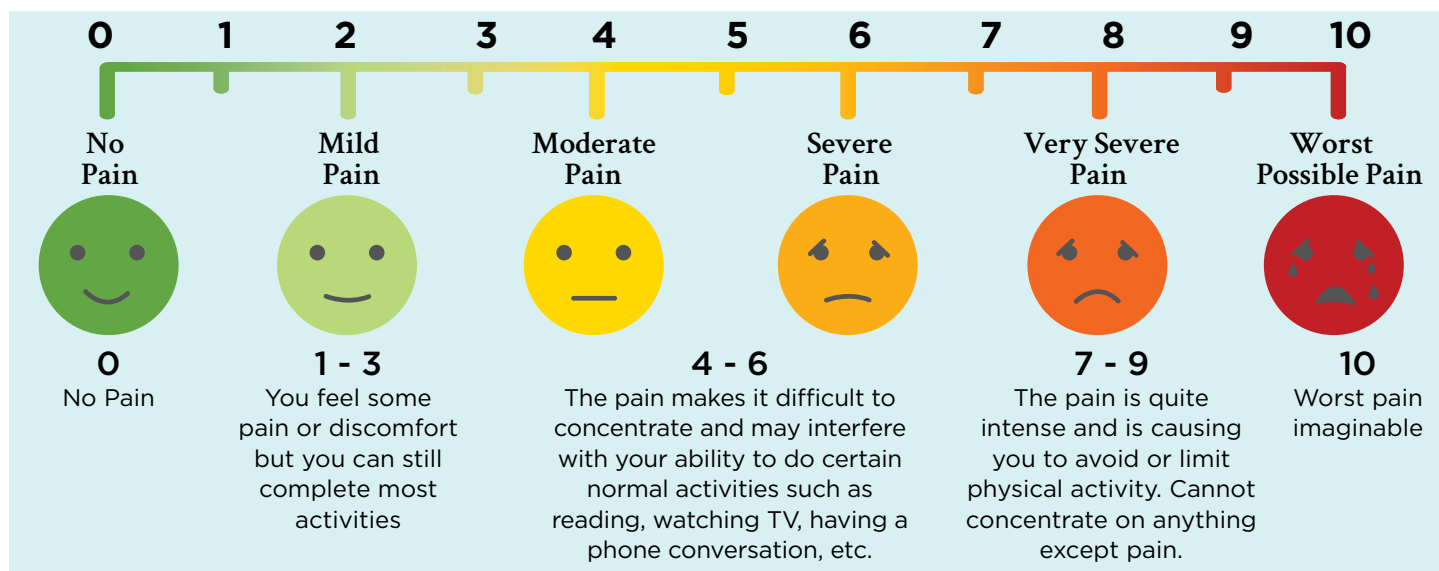 0 1 2 3 4 5 6 7 8 9 10
No
Pain
Mild
Pain
Moderate
Pain
Severe
Pain
Very Severe
Pain
Worst
Possible Pain
0
No Pain
1 - 3
You feel some
pain or discomfort
but you can still
complete most
activities
4 - 6
The pain makes it difficult to
concentrate and may interfere
with your ability to do certain
normal activities such as
reading, watching TV, having a
phone conversation, etc.
7 - 9
The pain is quite
intense and is causing
you to avoid or limit
physical activity. Cannot
concentrate on anything
except pain.
10
Worst pain
imaginable